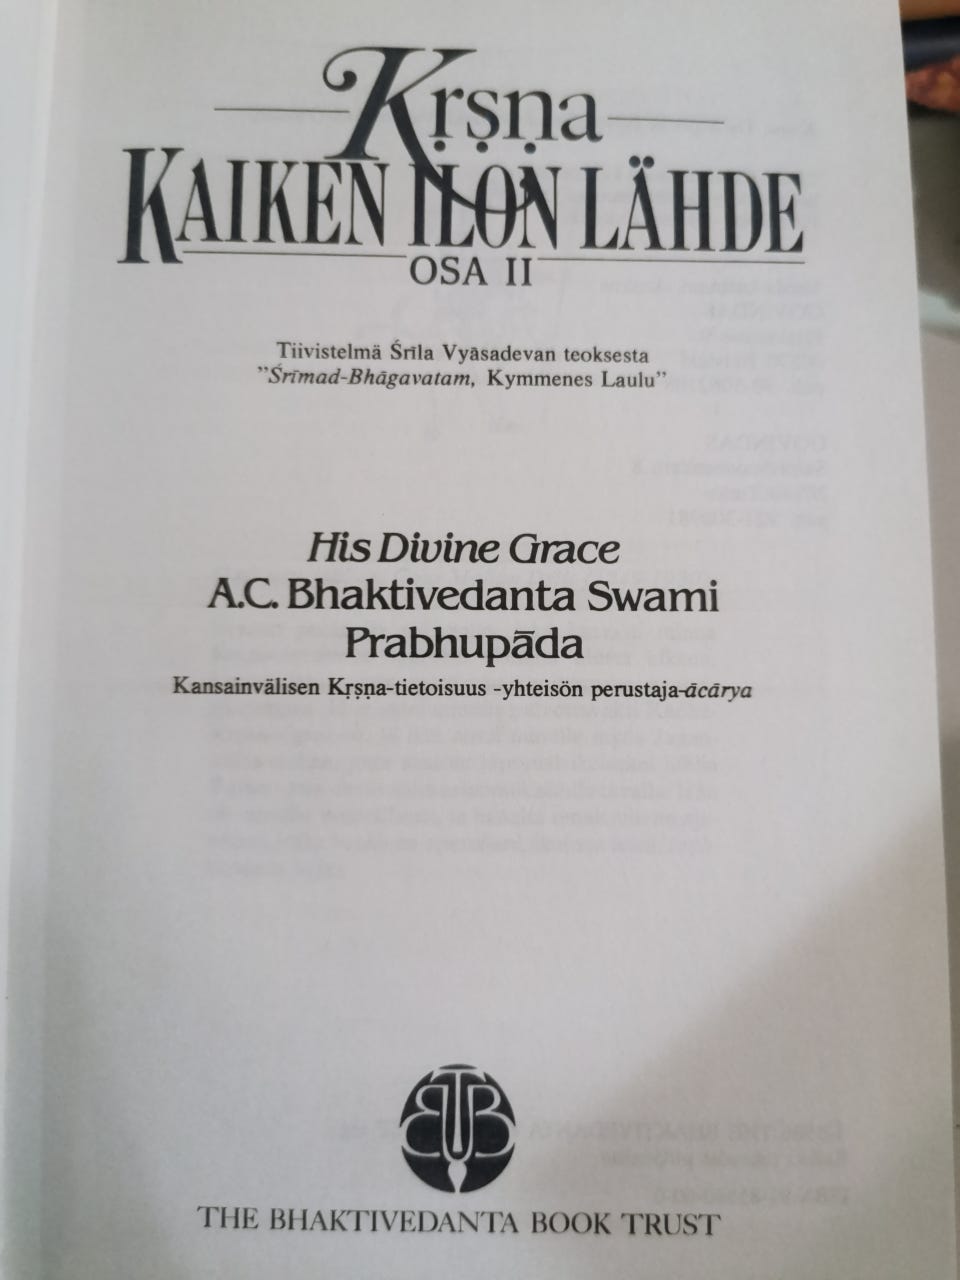 Kṛṣṇa
KAIKEN ILON LÄHDE
OSA II
Tiivistelmä Śrīla Vyāsadevan teoksesta
”Śrīmad-Bhāgavatam, Kymmenes Laulu”
His Divine Grace
A.C. Bhaktivedanta Swami
Prabhupāda
Kansainvälisen Kṛṣṇa-tietoisuus -yhteisön perustaja-ācārya
BTB
THE BHAKTIVEDANTA BOOK TRUST